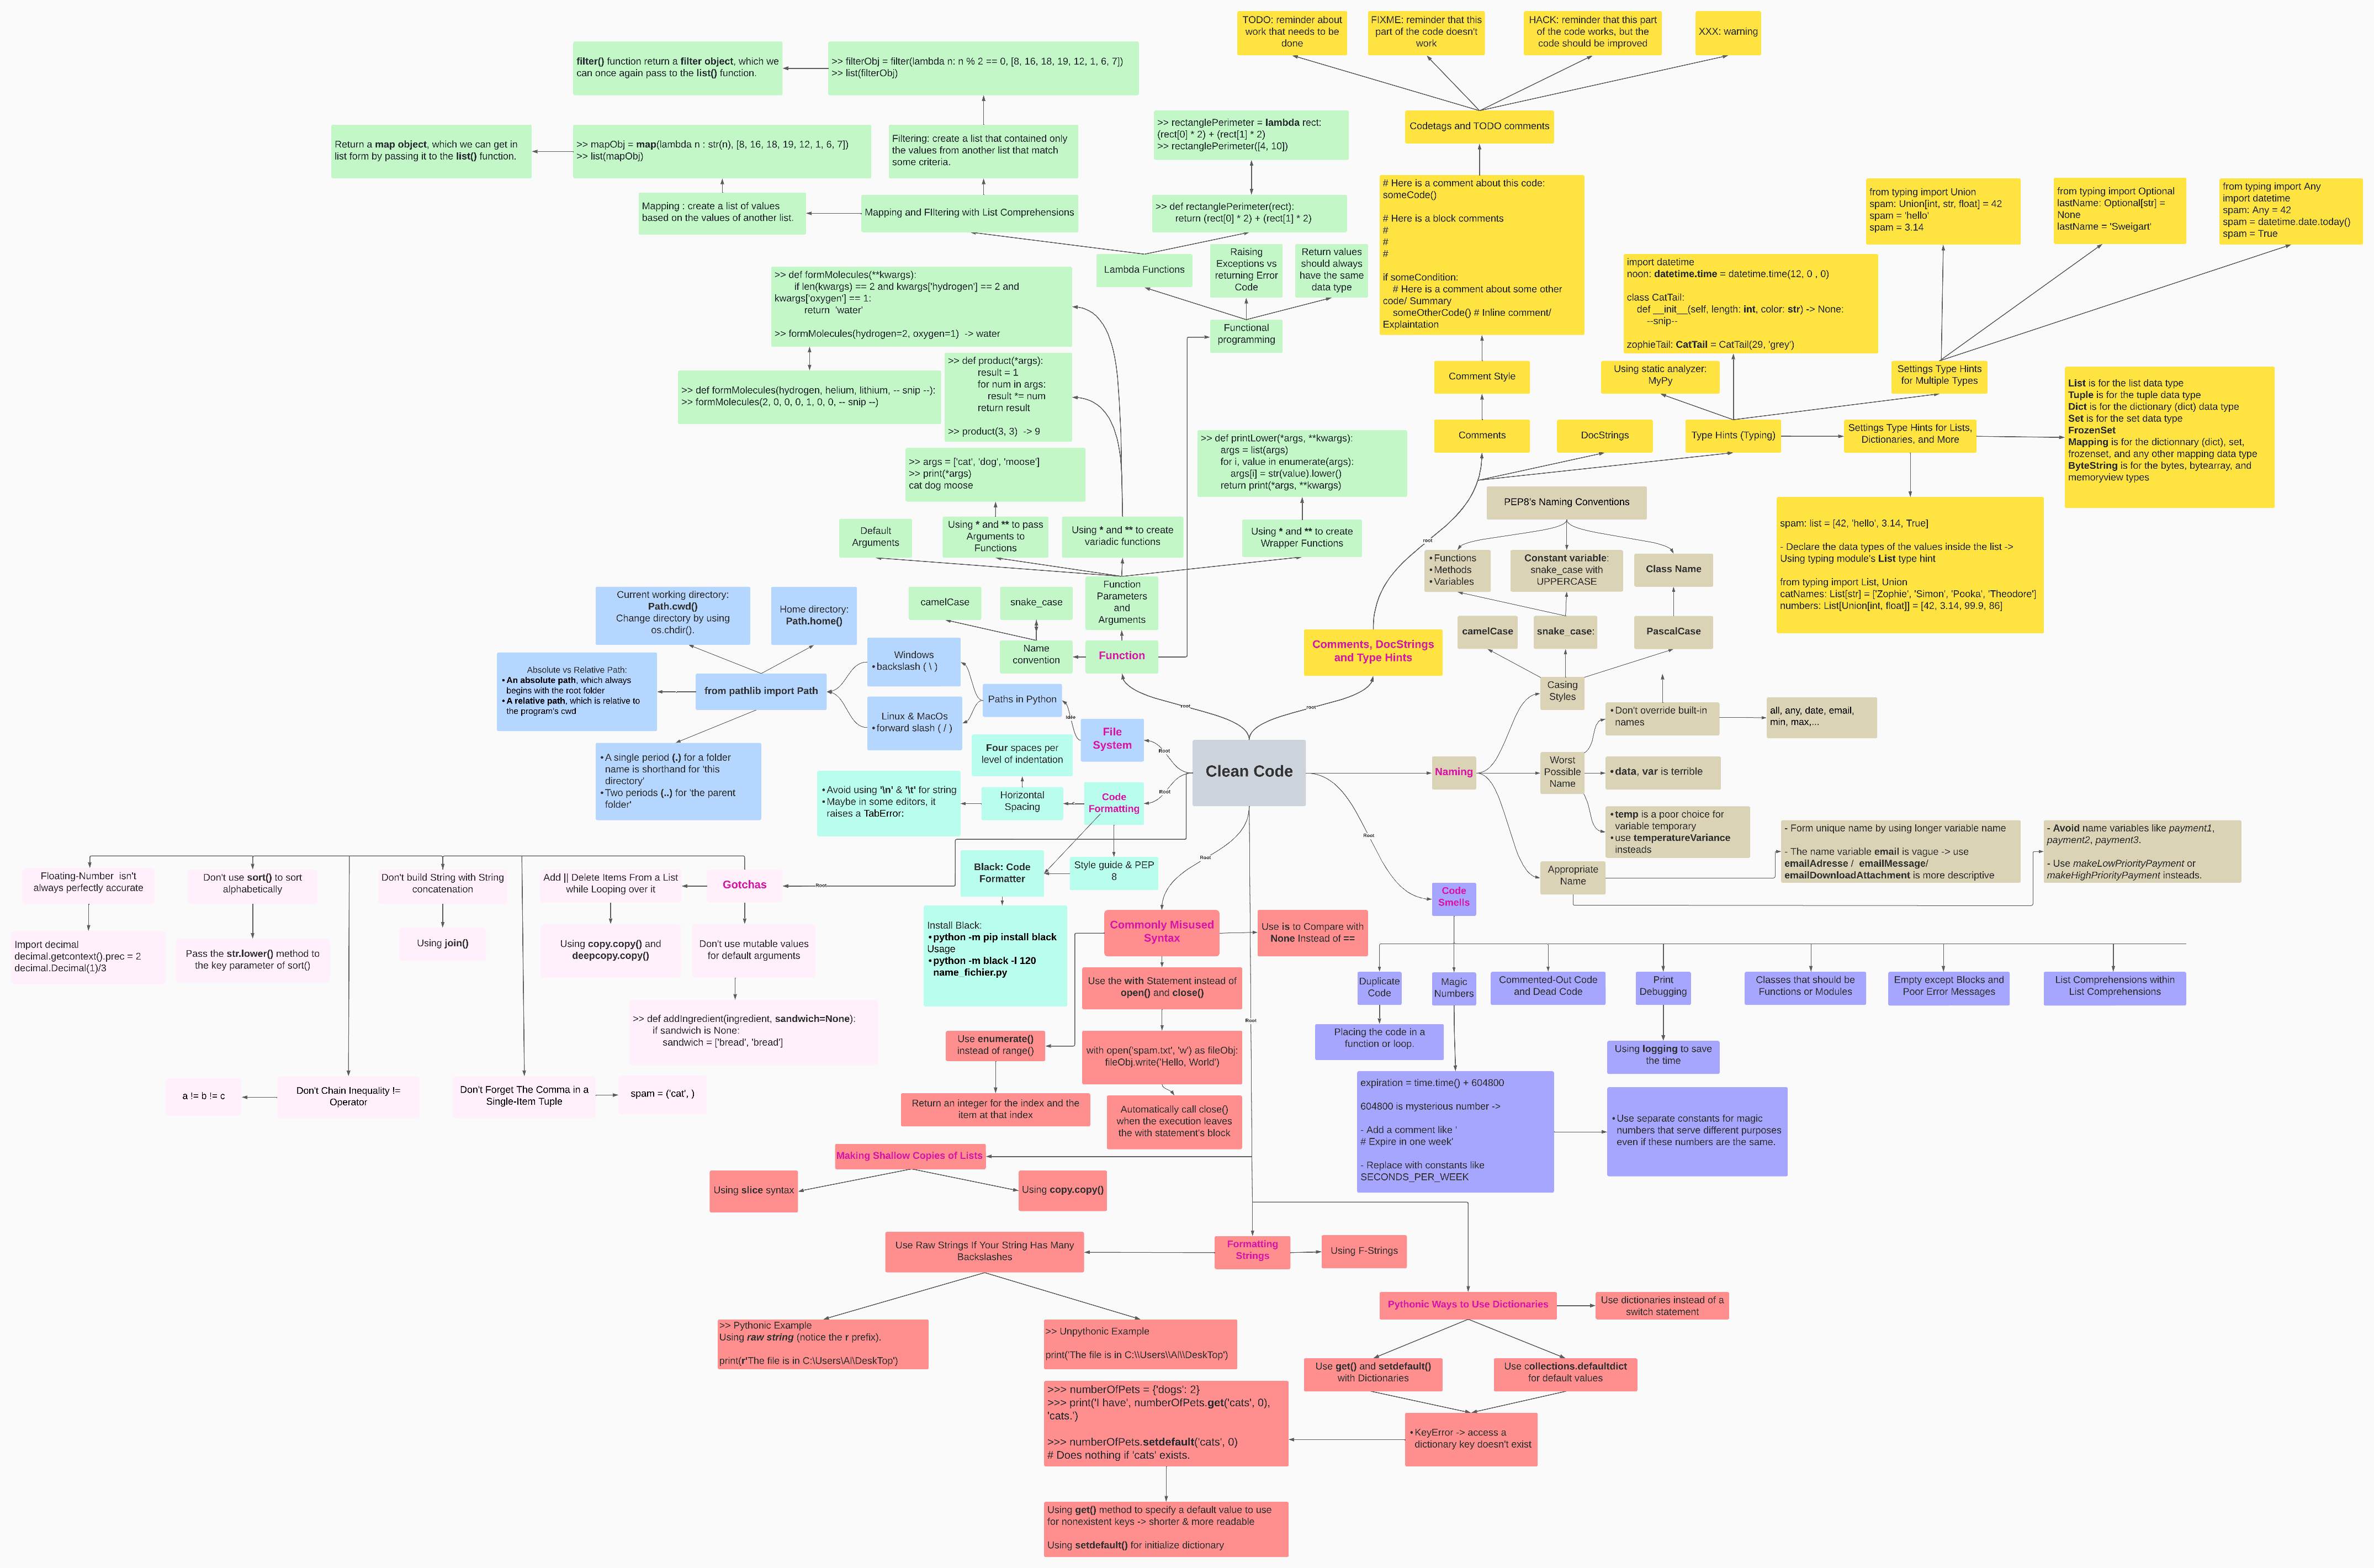 TODO: reminder about
work that needs to be
done
FIXME: reminder that this
part of the code doesn't
work
HACK: reminder that this part
of the code works, but the
code should be improved
XXX: warning
filter() function return a filter object, which we
can once again pass to the list() function.
>> filterObj = filter(lambda n: n % 2 == 0, [8, 16, 18, 19, 12, 1, 6, 7])
>> list(filterObj)
Codetags and TODO comments
Return a map object, which we can get in
list form by passing it to the list() function.
>> mapObj = map(lambda n : str(n), [8, 16, 18, 19, 12, 1, 6, 7])
>> list(mapObj)
Filtering: create a list that contained only
the values from another list that match
some criteria.
>> rectanglePerimeter = lambda rect:
(rect[0] * 2) + (rect[1] * 2)
>> rectanglePerimeter([4, 10])
Mapping : create a list of values
based on the values of another list.
Mapping and FIltering with List Comprehensions
>> def rectanglePerimeter(rect):
return (rect[0] * 2) + (rect[1] * 2)
# Here is a comment about this code:
someCode()
# Here is a block comments
#
#
#
if someCondition:
# Here is a comment about some other
code/ Summary
someOtherCode() # Inline comment/
Explaintation
from typing import Union
spam: Union[int, str, float] = 42
spam = 'hello'
spam = 3.14
from typing import Optional
lastName: Optional[str] =
None
lastName = 'Sweigart'
from typing import Any
import datetime
spam: Any = 42
spam = datetime.date.today()
spam = True
Lambda Functions
Raising
Exceptions vs
returning Error
Code
Return values
should always
have the same
data type
>> def formMolecules(**kwargs):
if len(kwargs) == 2 and kwargs['hydrogen'] == 2 and
kwargs['oxygen'] == 1:
return 'water'
>> formMolecules(hydrogen=2, oxygen=1) -> water
import datetime
noon: datetime.time = datetime.time(12, 0 , 0)
class CatTail:
def __init__(self, length: int, color: str) -> None:
--snip--
zophieTail: CatTail = CatTail(29, 'grey')
Functional
programming
>> def product(*args):
result = 1
for num in args:
result *= num
return result
>> product(3, 3) -> 9
>> def formMolecules(hydrogen, helium, lithium, -- snip --):
>> formMolecules(2, 0, 0, 0, 1, 0, 0, -- snip --)
Comment Style
Using static analyzer:
MyPy
Settings Type Hints
for Multiple Types
List is for the list data type
Tuple is for the tuple data type
Dict is for the dictionary (dict) data type
Set is for the set data type
FrozenSet
Mapping is for the dictionnary (dict), set,
frozenset, and any other mapping data type
ByteString is for the bytes, bytearray, and
memoryview types
Comments
DocStrings
Type Hints (Typing)
Settings Type Hints for Lists,
Dictionaries, and More
>> args = ['cat', 'dog', 'moose']
>> print(*args)
cat dog moose
>> def printLower(*args, **kwargs):
args = list(args)
for i, value in enumerate(args):
args[i] = str(value).lower()
return print(*args, **kwargs)
PEP8's Naming Conventions
spam: list = [42, 'hello', 3.14, True]
- Declare the data types of the values inside the list ->
Using typing module's List type hint
from typing import List, Union
catNames: List[str] = ['Zophie', 'Simon', 'Pooka', 'Theodore']
numbers: List[Union[int, float]] = [42, 3.14, 99.9, 86]
Default
Arguments
Using * and ** to pass
Arguments to
Functions
Using * and ** to create
variadic functions
Using * and ** to create
Wrapper Functions
root
• Functions
• Methods
• Variables
Constant variable:
snake_case with
UPPERCASE
Class Name
Current working directory:
Path.cwd()
Change directory by using
os.chdir().
Home directory:
Path.home()
camelCase
snake_case
Function
Parameters
and
Arguments
camelCase
snake_case:
PascalCase
Windows
• backslash ( \ )
Name
convention
Function
Comments, DocStrings
and Type Hints
Absolute vs Relative Path:
• An absolute path, which always
begins with the root folder
• A relative path, which is relative to
the program's cwd
from pathlib import Path
Paths in Python
Casing
Styles
root
root
Linux & MacOs
• forward slash ( / )
File
System
• Don't override built-in
names
all, any, date, email,
min, max,...
• A single period (.) for a folder
name is shorthand for 'this
directory'
• Two periods (..) for 'the parent
folder'
Four spaces per
level of indentation
Root
Clean Code
Naming
Worst
Possible
Name
• data, var is terrible
• Avoid using '\n' & '\t' for string
• Maybe in some editors, it
raises a TabError:
Horizontal
Spacing
Code
Formatting
Root
• temp is a poor choice for
variable temporary
• use temperatureVariance
insteads
- Form unique name by using longer variable name
- The name variable email is vague -> use
emailAdresse / emailMessage/
emailDownloadAttachment is more descriptive
- Avoid name variables like payment1,
payment2, payment3.
- Use makeLowPriorityPayment or
makeHighPriorityPayment insteads.
Root
Root
Black: Code
Formatter
Style guide & PEP
8
Appropriate
Name
Floating-Number isn't
always perfectly accurate
Don't use sort() to sort
alphabetically
Don't build String with String
concatenation
Add || Delete Items From a List
while Looping over it
Gotchas
Root
Code
Smells
Install Black:
• python -m pip install black
Usage
• python -m black -l 120
name_fichier.py
Commonly Misused
Syntax
Use is to Compare with
None Instead of ==
Import decimal
decimal.getcontext().prec = 2
decimal.Decimal(1)/3
Pass the str.lower() method to
the key parameter of sort()
Using join()
Using copy.copy() and
deepcopy.copy()
Don't use mutable values
for default arguments
Use the with Statement instead of
open() and close()
Duplicate
Code
Magic
Numbers
Commented-Out Code
and Dead Code
Print
Debugging
Classes that should be
Functions or Modules
Empty except Blocks and
Poor Error Messages
List Comprehensions within
List Comprehensions
>> def addIngredient(ingredient, sandwich=None):
if sandwich is None:
sandwich = ['bread', 'bread']
Root
Use enumerate()
instead of range()
with open('spam.txt', 'w') as fileObj:
fileObj.write('Hello, World')
Placing the code in a
function or loop.
Using logging to save
the time
a != b != c
Don't Chain Inequality !=
Operator
Don't Forget The Comma in a
Single-Item Tuple
spam = ('cat', )
Return an integer for the index and the
item at that index
Automatically call close()
when the execution leaves
the with statement's block
expiration = time.time() + 604800
604800 is mysterious number ->
- Add a comment like '
# Expire in one week'
- Replace with constants like
SECONDS_PER_WEEK
• Use separate constants for magic
numbers that serve different purposes
even if these numbers are the same.
Making Shallow Copies of Lists
Using slice syntax
Using copy.copy()
Use Raw Strings If Your String Has Many
Backslashes
Formatting
Strings
Using F-Strings
Pythonic Ways to Use Dictionaries
Use dictionaries instead of a
switch statement
>> Pythonic Example
Using raw string (notice the r prefix).
print(r'The file is in C:\Users\Al\DeskTop')
>> Unpythonic Example
print('The file is in C:\\Users\\Al\\DeskTop')
Use get() and setdefault()
with Dictionaries
Use collections.defaultdict
for default values
>>> numberOfPets = {'dogs': 2}
>>> print('I have', numberOfPets.get('cats', 0),
'cats.')
>>> numberOfPets.setdefault('cats', 0)
# Does nothing if 'cats' exists.
• KeyError -> access a
dictionary key doesn't exist
Using get() method to specify a default value to use
for nonexistent keys -> shorter & more readable
Using setdefault() for initialize dictionary